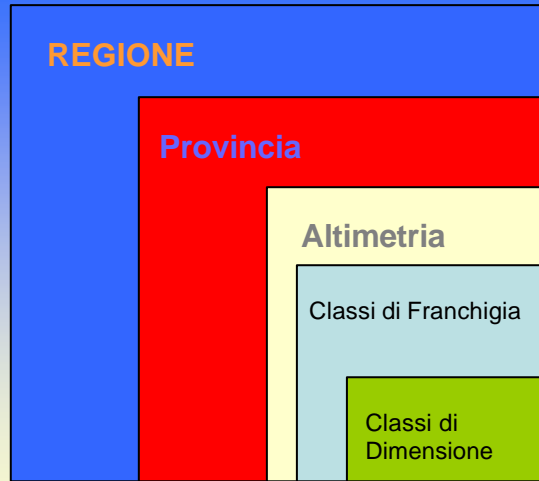 REGIONE
Provincia
Altimetria
Classi di Franchigia
Classi di
Dimensione